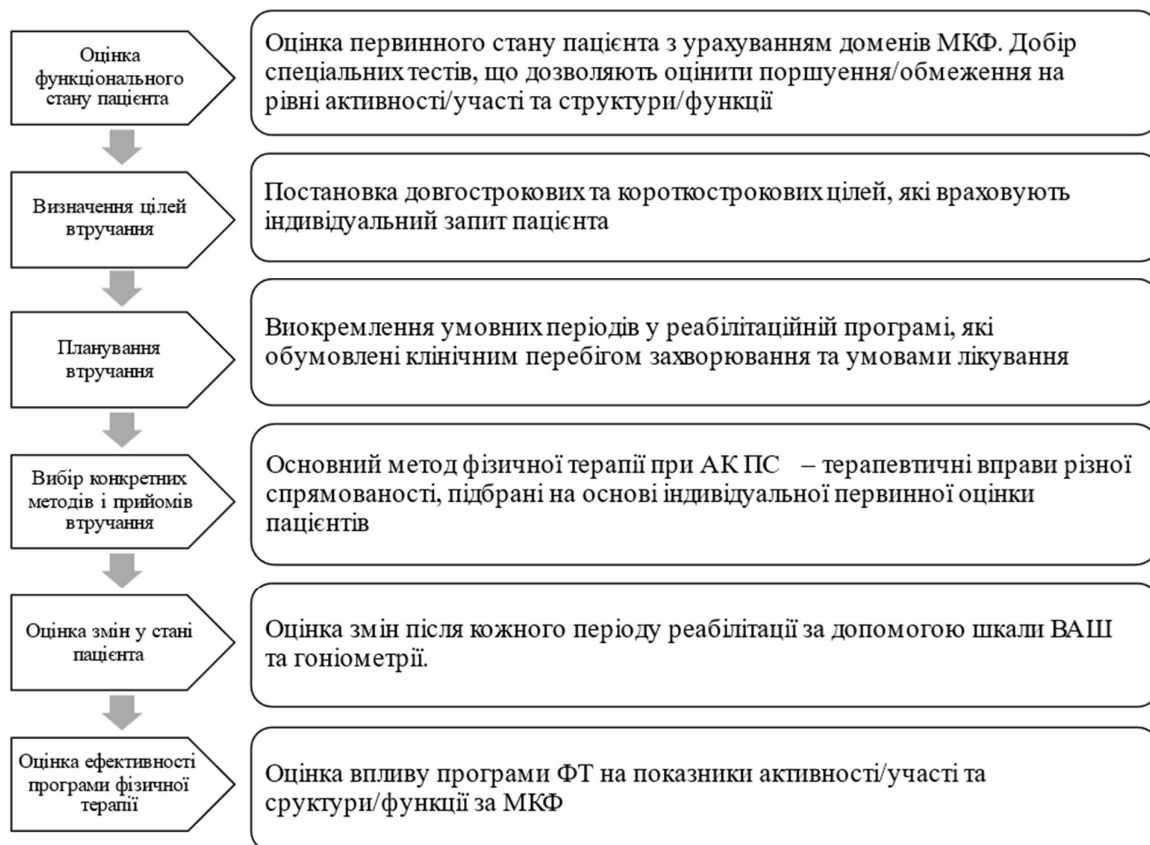 Оцінка
функціонального
стану пацієнта
Оцінка первинного стану пацієнта з урахуванням доменів МКФ. Добір
спеціальних тестів, що дозволяють оцінити поршуення/обмеження на
рівні активності/участі та структури/функції
Визначення цілей
втручання
Постановка довгострокових та короткострокових цілей, які враховують
індивідуальний запит пацієнта
Планування
втручання
Виокремлення умовних періодів у реабілітаційній програмі, які
обумовлені клінічним перебігом захворювання та умовами лікування
Вибір конкретних
методів і прийомів
втручання
Основний метод фізичної терапії при АК ПС – терапевтичні вправи різної
спрямованості, підбрані на основі індивідуальної первинної оцінки
пацієнтів
Оцінка змін у стані
пацієнта
Оцінка змін після кожного періоду реабілітації за допомогою шкали ВАШ
та гоніометрії.
Оцінка ефективності
програми фізичної
терапії
Оцінка впливу програми ФТ на показники активності/участі та
сруктури/функції за МКФ